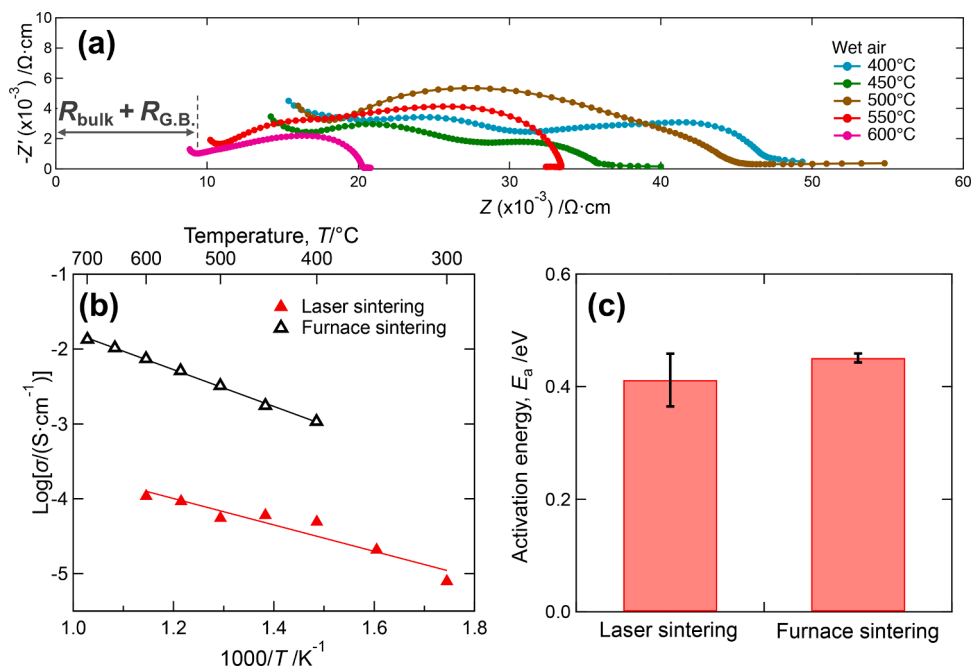 (a)
10
8
6
4
2
0
-Z' (x10⁻³) /Ω·cm
R bulk + R G.B.
Wet air
400°C
450°C
500°C
550°C
600°C
0 10 20 30 40 50 60
Z (x10⁻³) /Ω·cm
Temperature, T/°C
700 600 500 400 300
(b)
-1
-2
-3
-4
-5
Log[σ/(S·cm⁻¹)]
Laser sintering
Furnace sintering
1.0 1.2 1.4 1.6 1.8
1000/T /K⁻¹
(c)
0.6
0.4
0.2
0.0
Activation energy, Eₐ /eV
Laser sintering Furnace sintering